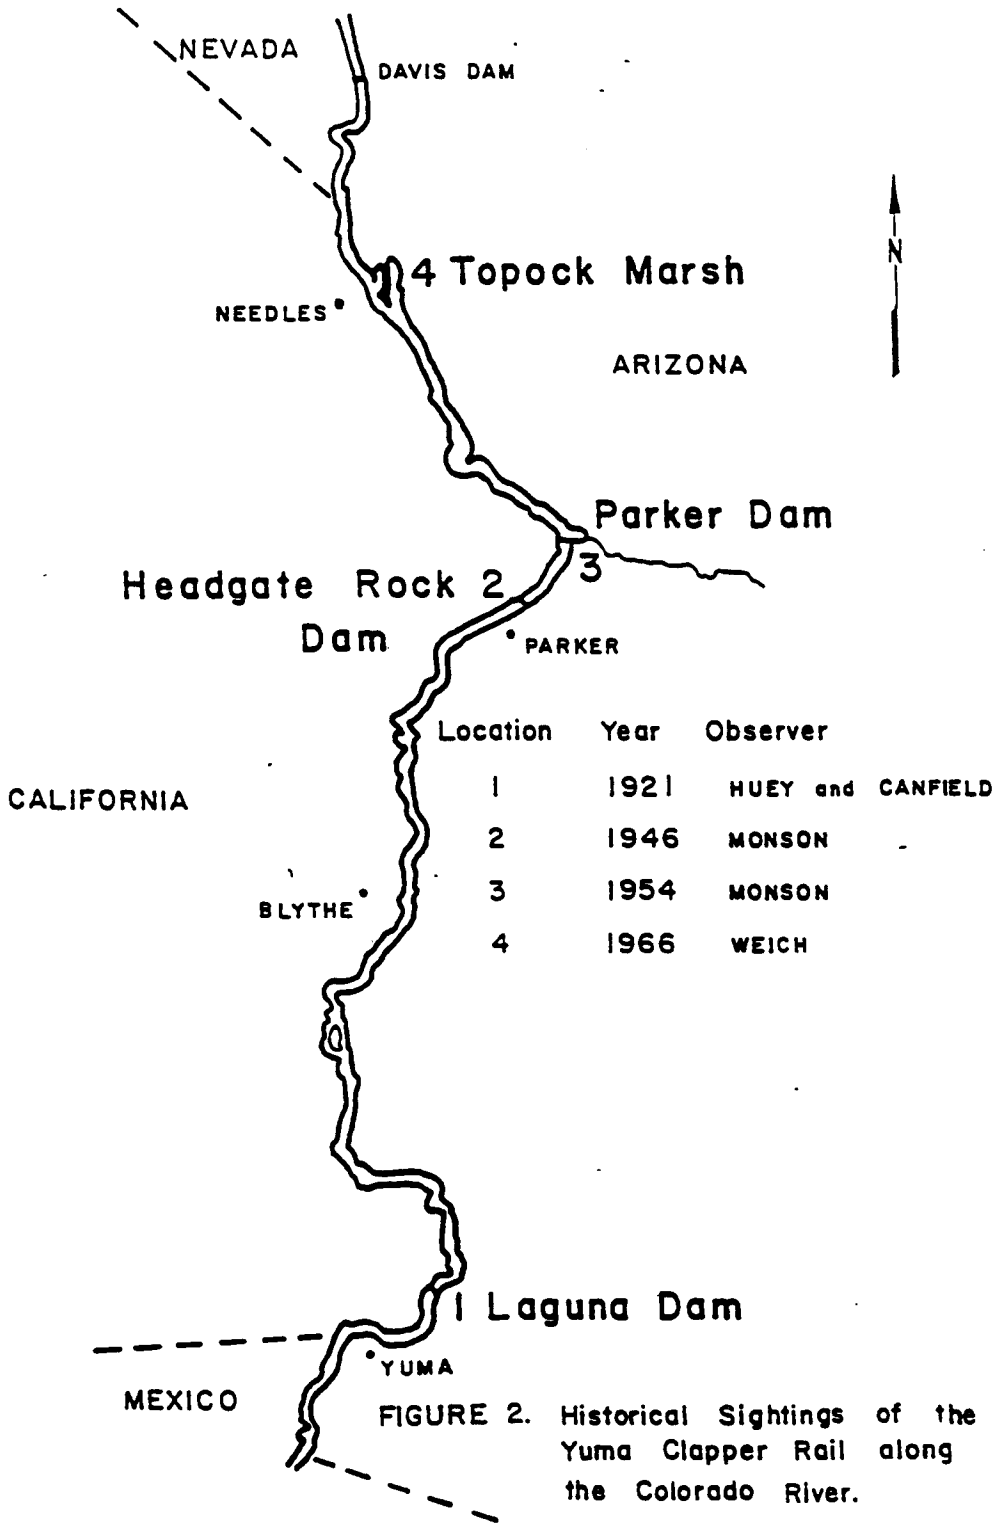 NEVADA
DAVIS DAM
N
4 Topock Marsh
NEEDLES
ARIZONA
Parker Dam
3
Headgate Rock 2
Dam
PARKER
Location Year Observer
1 1921 HUEY and CANFIELD
2 1946 MONSON
3 1954 MONSON
4 1966 WEICH
CALIFORNIA
BLYTHE
1 Laguna Dam
YUMA
MEXICO
FIGURE 2. Historical Sightings of the
Yuma Clapper Rail along
the Colorado River.